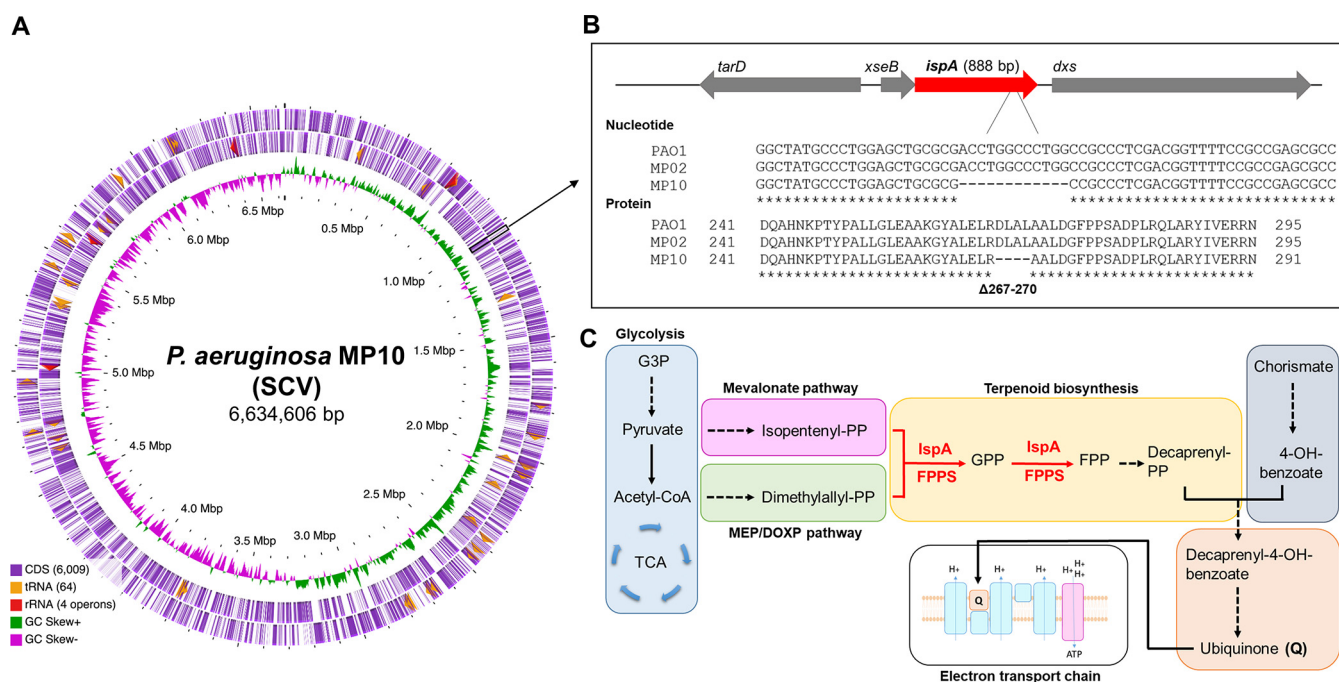 A
0.5 Mbp
1.0 Mbp
1.5 Mbp
2.0 Mbp
2.5 Mbp
3.0 Mbp
3.5 Mbp
4.0 Mbp
4.5 Mbp
5.0 Mbp
5.5 Mbp
6.0 Mbp
6.5 Mbp
P. aeruginosa MP10
(SCV)
6,634,606 bp
CDS (6,009)
tRNA (64)
rRNA (4 operons)
GC Skew+
GC Skew-
B
tarD xseB ispA (888 bp) dxs
Nucleotide
PAO1 GGCTATGCCCTGGAGCTGCGCGACCTGGCCCTGGCCGCCCTCGACGGTTTTCCGCCGAGCGCC
MP02 GGCTATGCCCTGGAGCTGCGCGACCTGGCCCTGGCCGCCCTCGACGGTTTTCCGCCGAGCGCC
MP10 GGCTATGCCCTGGAGCTGCGCG------------CCGCCCTCGACGGTTTTCCGCCGAGCGCC
********************** *****************************
Protein
PAO1 241 DQAHNKPTYPALLGLEAAKGYALELRDLALAALDGFPPSADPLRQLARYIVERRN 295
MP02 241 DQAHNKPTYPALLGLEAAKGYALELRDLALAALDGFPPSADPLRQLARYIVERRN 295
MP10 241 DQAHNKPTYPALLGLEAAKGYALELR----AALDGFPPSADPLRQLARYIVERRN 291
************************** *************************
Δ267-270
C
Glycolysis
G3P
Pyruvate
Acetyl-CoA
TCA
Mevalonate pathway
Isopentenyl-PP
Dimethylallyl-PP
MEP/DOXP pathway
Terpenoid biosynthesis
IspA
FPPS
GPP
IspA
FPPS
FPP
Decaprenyl-
PP
Chorismate
4-OH-
benzoate
Decaprenyl-4-OH-
benzoate
Ubiquinone (Q)
H+ H+ H+ H+ H+ H+
Q
ATP
Electron transport chain